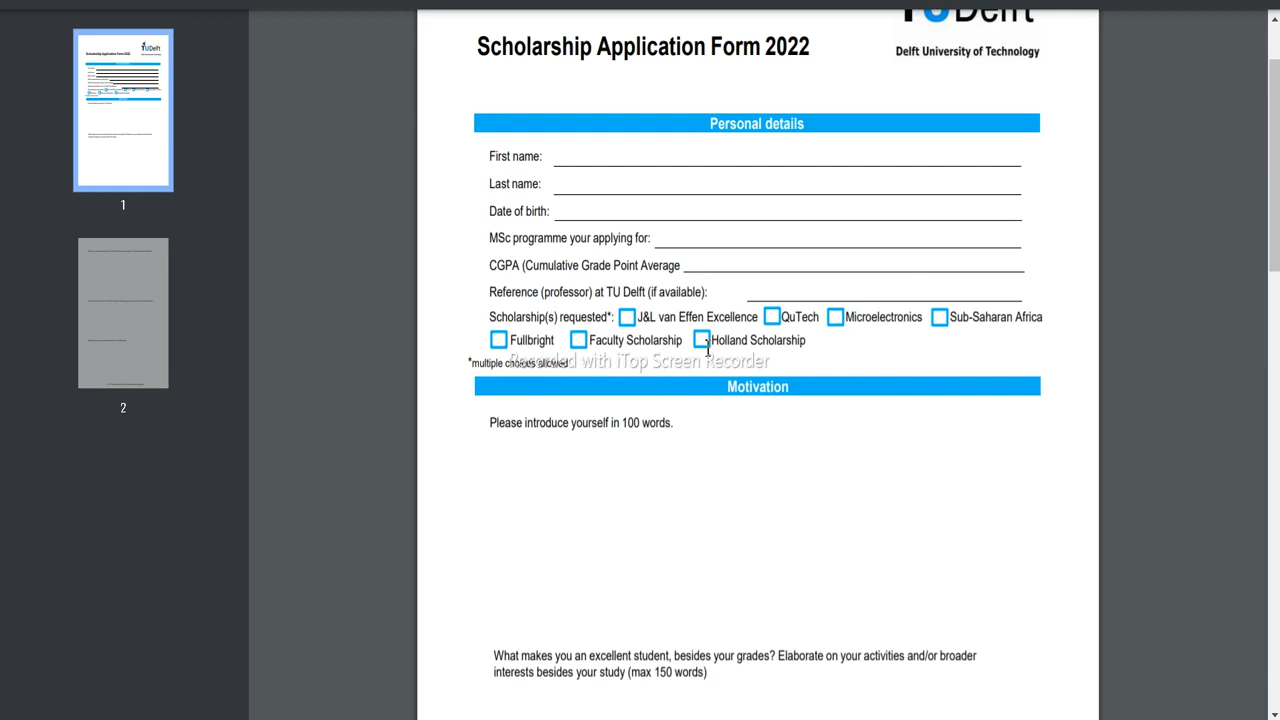 TU Delft
Scholarship Application Form 2022
Delft University of Technology
Personal details
First name:
Last name:
Date of birth:
MSc programme your applying for:
CGPA (Cumulative Grade Point Average
Reference (professor) at TU Delft (if available):
Scholarship(s) requested*: J&L van Effen Excellence QuTech Microelectronics Sub-Saharan Africa
Fullbright Faculty Scholarship Holland Scholarship
*multiple choices allowed
Recorded with iTop Screen Recorder
Motivation
Please introduce yourself in 100 words.
What makes you an excellent student, besides your grades? Elaborate on your activities and/or broader
interests besides your study (max 150 words)
1
2